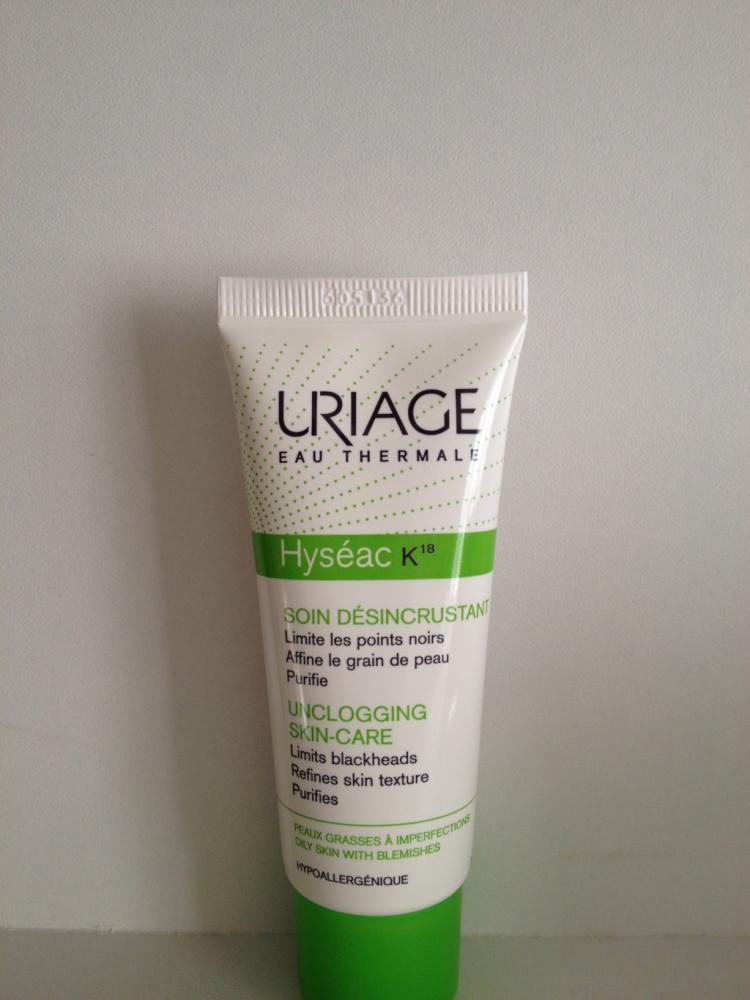 605136
URIAGE
EAU THERMALE
Hyséac K18
SOIN DÉSINCRUSTANT
Limite les points noirs
Affine le grain de peau
Purifie
UNCLOGGING
SKIN-CARE
Limits blackheads
Refines skin texture
Purifies
PEAUX GRASSES À IMPERFECTIONS
OILY SKIN WITH BLEMISHES
HYPOALLERGÉNIQUE